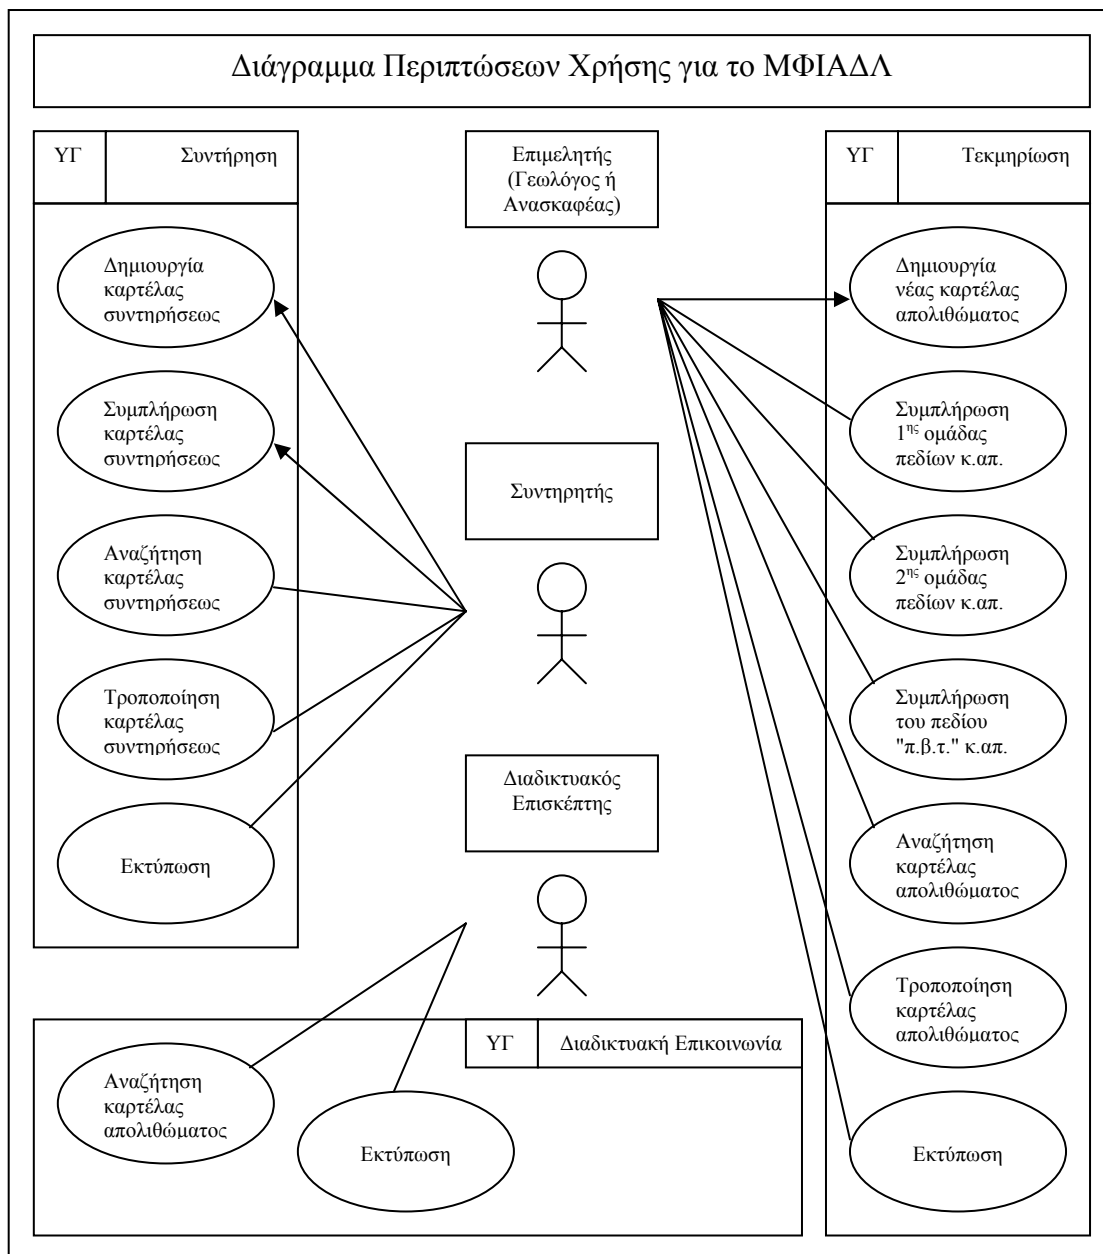 Διάγραμμα Περιπτώσεων Χρήσης για το ΜΦΙΑΔΛ
ΥΓ
Συντήρηση
Δημιουργία
καρτέλας
συντηρήσεως
Συμπλήρωση
καρτέλας
συντηρήσεως
Αναζήτηση
καρτέλας
συντηρήσεως
Τροποποίηση
καρτέλας
συντηρήσεως
Εκτύπωση
Επιμελητής
(Γεωλόγος ή
Ανασκαφέας)
Συντηρητής
Διαδικτυακός
Επισκέπτης
ΥΓ
Τεκμηρίωση
Δημιουργία
νέας καρτέλας
απολιθώματος
Συμπλήρωση
1ης ομάδας
πεδίων κ.απ.
Συμπλήρωση
2ης ομάδας
πεδίων κ.απ.
Συμπλήρωση
του πεδίου
"π.β.τ." κ.απ.
Αναζήτηση
καρτέλας
απολιθώματος
Τροποποίηση
καρτέλας
απολιθώματος
Εκτύπωση
ΥΓ
Διαδικτυακή Επικοινωνία
Αναζήτηση
καρτέλας
απολιθώματος
Εκτύπωση